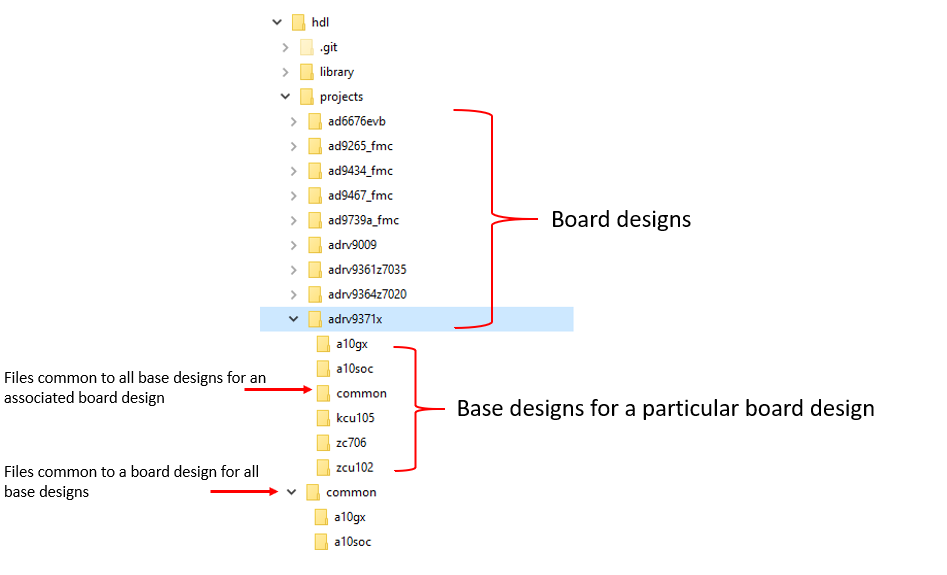 hdl
.git
library
projects
ad6676evb
ad9265_fmc
ad9434_fmc
ad9467_fmc
ad9739a_fmc
adrv9009
adrv9361z7035
adrv9364z7020
adrv9371x
Board designs
a10gx
a10soc
common
kcu105
zc706
zcu102
Files common to all base designs for an
associated board design
Base designs for a particular board design
Files common to a board design for all
base designs
common
a10gx
a10soc